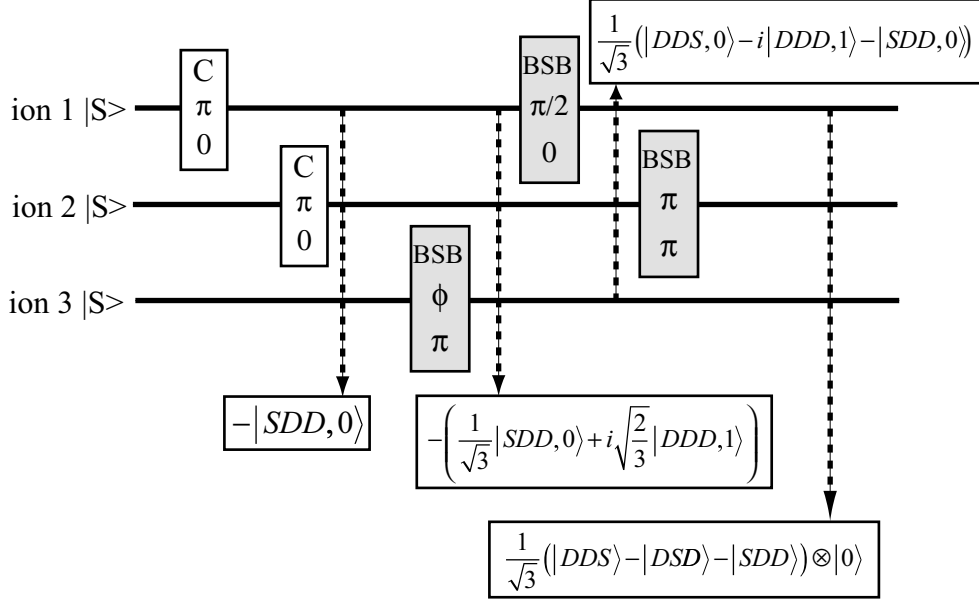 1/√3 (|DDS,0⟩−i|DDD,1⟩−|SDD,0⟩)
ion 1 |S>
C
π
0
BSB
π/2
0
ion 2 |S>
C
π
0
BSB
π
π
ion 3 |S>
BSB
ϕ
π
−|SDD,0⟩
−(1/√3 |SDD,0⟩+i√(2/3) |DDD,1⟩)
1/√3 (|DDS⟩−|DSD⟩−|SDD⟩)⊗|0⟩